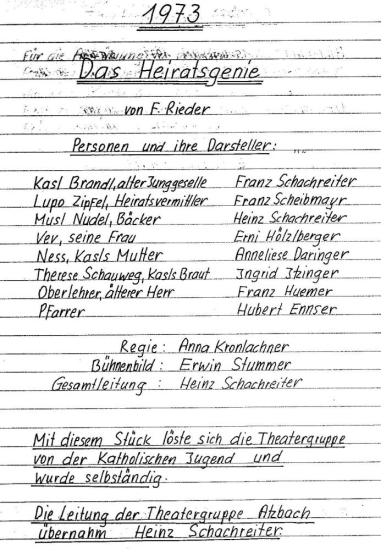 1973
Für die
Das Heiratsgenie
von F. Rieder
Personen und ihre Darsteller:
Kasl Brandl, alter Junggeselle Franz Schachreiter
Lupo Zipfel, Heiratsvermittler Franz Scheibmayr
Musl Nudel, Bäcker Heinz Schachreiter
Vev, seine Frau Erni Hölzlberger
Ness, Kasls Mutter Anneliese Daringer
Therese Schauweg, Kasls Braut Ingrid Itzinger
Oberlehrer, älterer Herr Franz Huemer
Pfarrer Hubert Ennser
Regie: Anna Kronlachner
Bühnenbild: Erwin Stummer
Gesamtleitung: Heinz Schachreiter
Mit diesem Stück löste sich die Theatergruppe
von der Katholischen Jugend und
wurde selbständig.
Die Leitung der Theatergruppe Atzbach
übernahm Heinz Schachreiter.